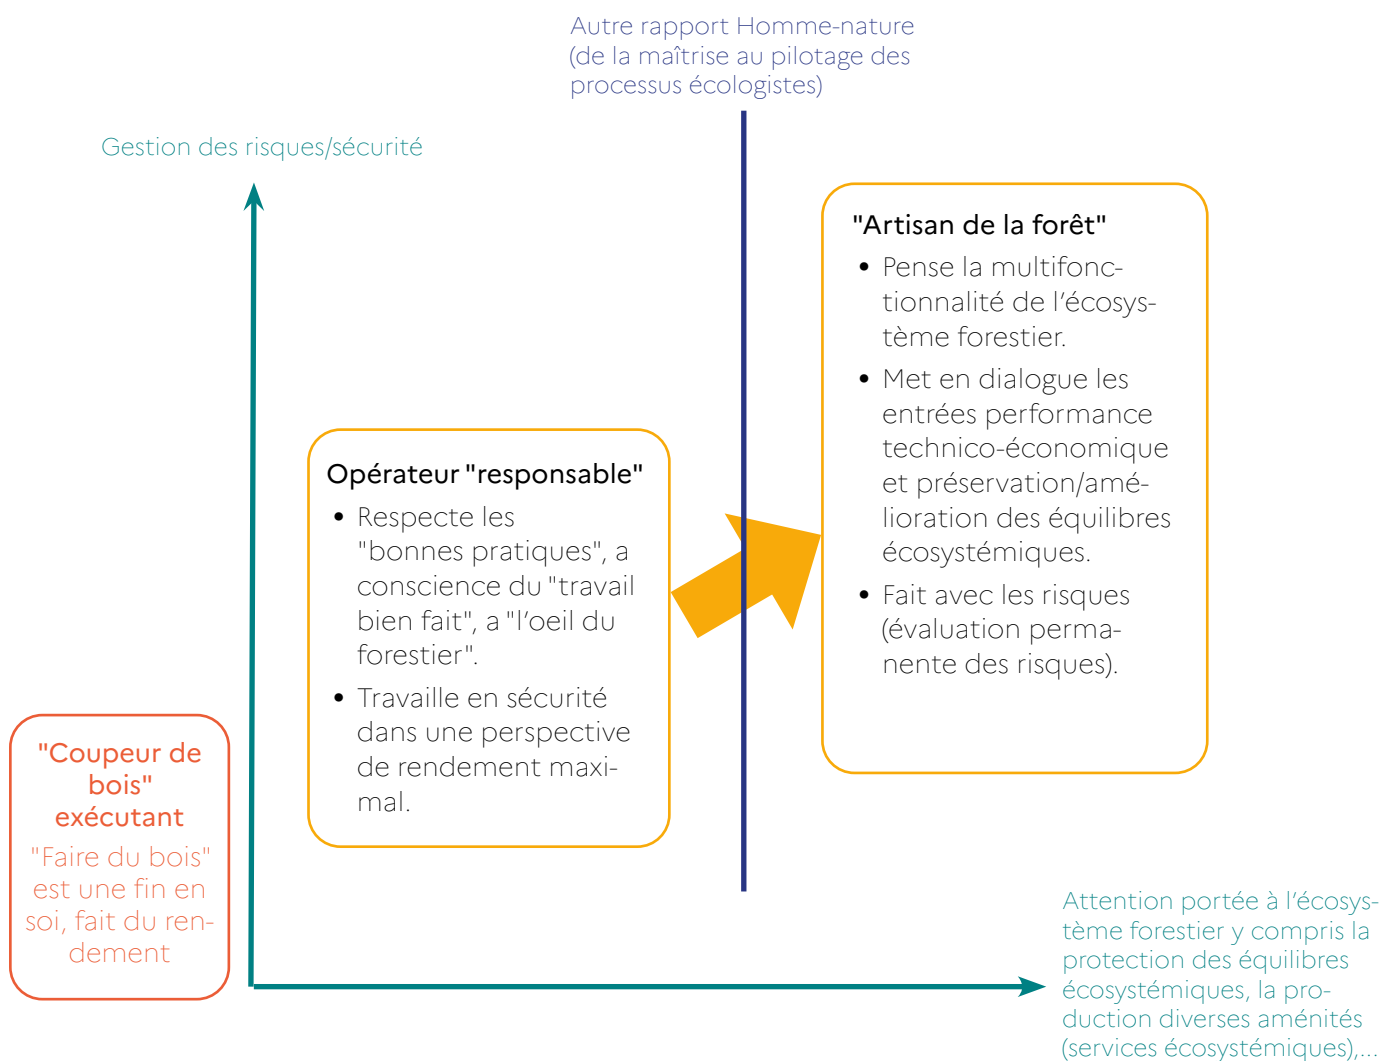 Autre rapport Homme-nature
(de la maîtrise au pilotage des
processus écologistes)
Gestion des risques/sécurité
"Artisan de la forêt"
• Pense la multifonc-
tionnalité de l'écosys-
tème forestier.
• Met en dialogue les
entrées performance
technico-économique
et préservation/amé-
lioration des équilibres
écosystémiques.
• Fait avec les risques
(évaluation perma-
nente des risques).
Opérateur "responsable"
• Respecte les
"bonnes pratiques", a
conscience du "travail
bien fait", a "l'oeil du
forestier".
• Travaille en sécurité
dans une perspective
de rendement maxi-
mal.
"Coupeur de
bois"
exécutant
"Faire du bois"
est une fin en
soi, fait du ren-
dement
Attention portée à l'écosys-
tème forestier y compris la
protection des équilibres
écosystémiques, la pro-
duction diverses aménités
(services écosystémiques),...